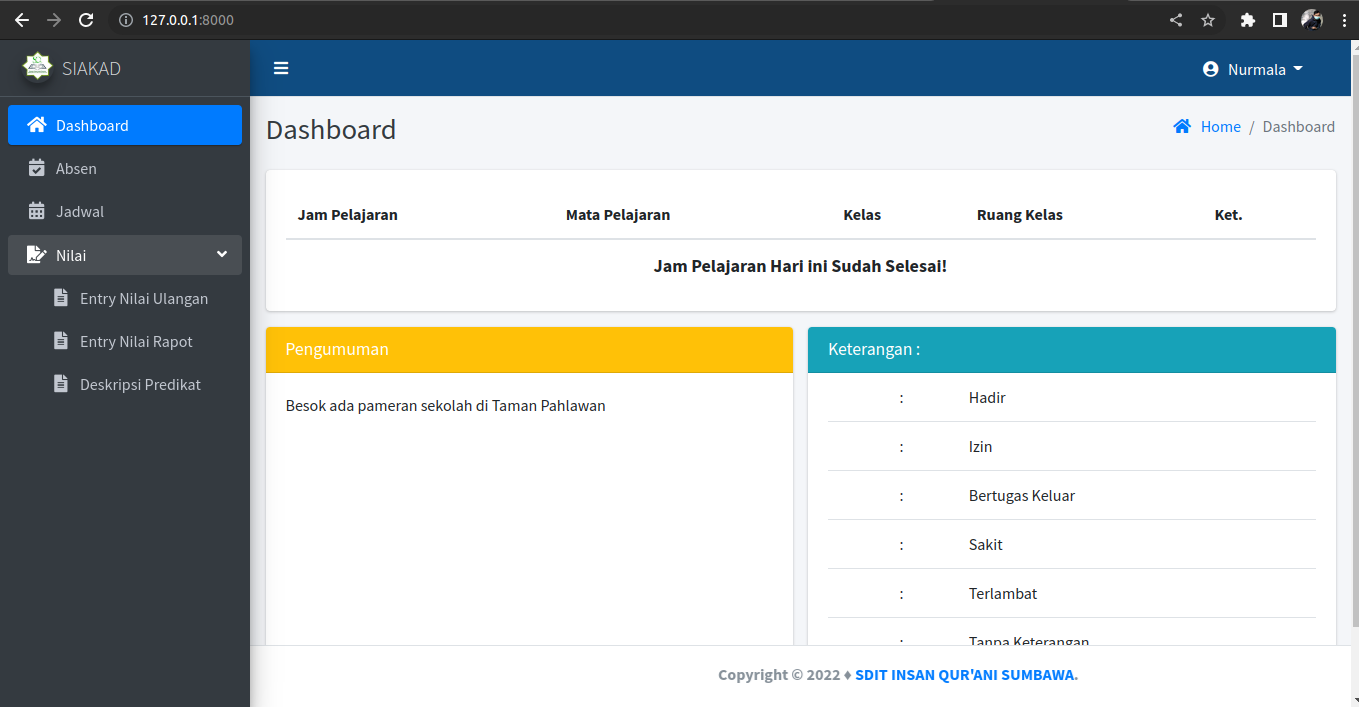 127.0.0.1:8000
SIAKAD
Nurmala
Dashboard
Absen
Jadwal
Nilai
Entry Nilai Ulangan
Entry Nilai Rapot
Deskripsi Predikat
Dashboard
Home / Dashboard
Jam Pelajaran Mata Pelajaran Kelas Ruang Kelas Ket.
Jam Pelajaran Hari ini Sudah Selesai!
Pengumuman
Besok ada pameran sekolah di Taman Pahlawan
Keterangan :
: Hadir
: Izin
: Bertugas Keluar
: Sakit
: Terlambat
: Tanpa Keterangan
Copyright © 2022 ♦ SDIT INSAN QUR'ANI SUMBAWA.